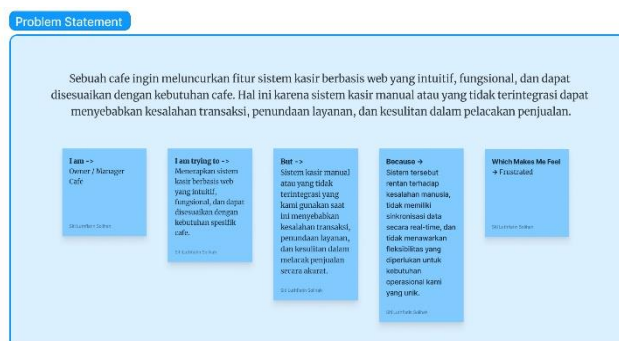 Problem Statement
Sebuah cafe ingin meluncurkan fitur sistem kasir berbasis web yang intuitif, fungsional, dan dapat
disesuaikan dengan kebutuhan cafe. Hal ini karena sistem kasir manual atau yang tidak terintegrasi dapat
menyebabkan kesalahan transaksi, penundaan layanan, dan kesulitan dalam pelacakan penjualan.
I am ->
Owner / Manager
Cafe
I am trying to ->
Menerapkan sistem
kasir berbasis web
yang intuitif,
fungsional, dan dapat
disesuaikan dengan
kebutuhan spesifik
cafe.
But ->
Sistem kasir manual
atau yang tidak
terintegrasi yang
kami gunakan saat
ini menyebabkan
kesalahan transaksi,
penundaan layanan,
dan kesulitan dalam
melacak penjualan
secara akurat.
Because →
Sistem tersebut
rentan terhadap
kesalahan manusia,
tidak memiliki
sinkronisasi data
secara real-time, dan
tidak menawarkan
fleksibilitas yang
diperlukan untuk
kebutuhan
operasional kami
yang unik.
Which Makes Me Feel
→ Frustrated